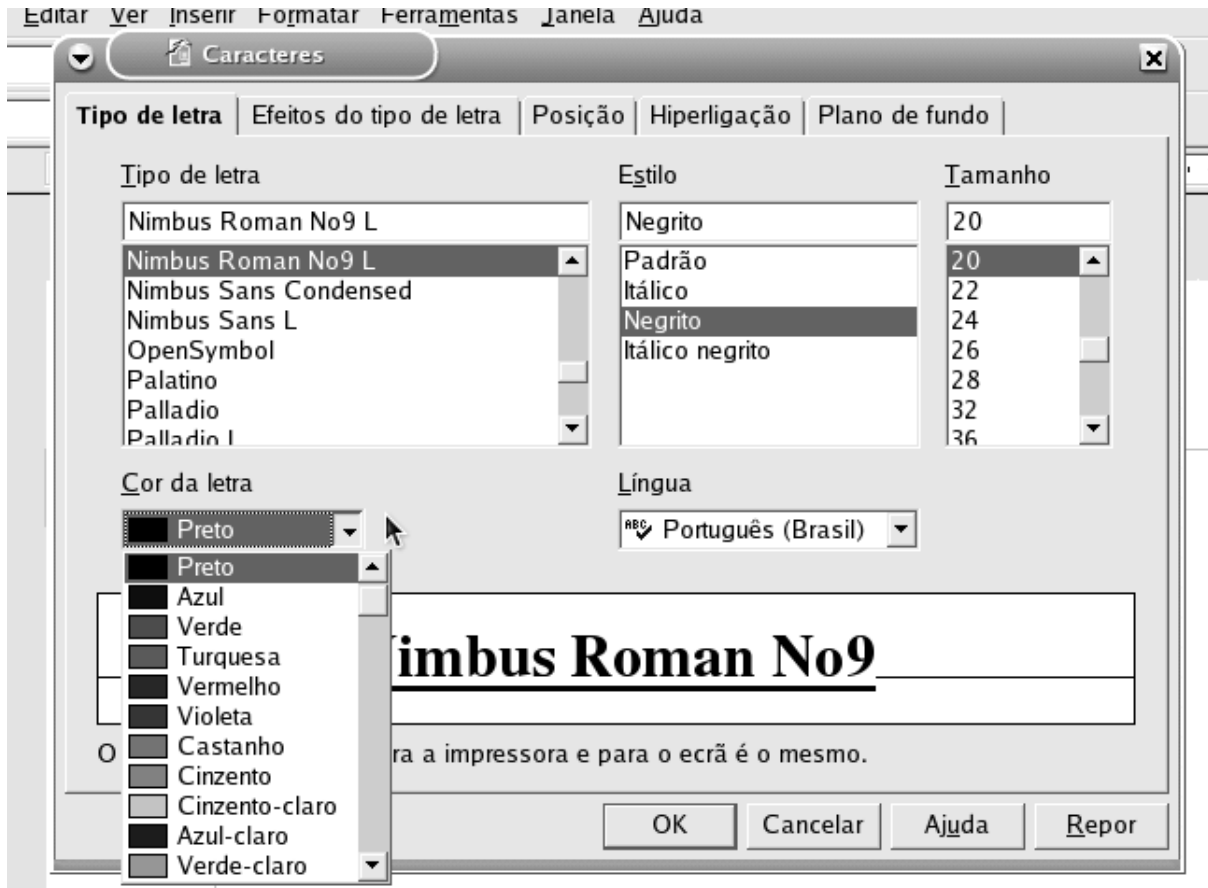 Editar Ver Inserir Formatar Ferramentas Janela Ajuda
Caracteres
Tipo de letra Efeitos do tipo de letra Posição Hiperligação Plano de fundo
Tipo de letra
Nimbus Roman No9 L
Nimbus Roman No9 L
Nimbus Sans Condensed
Nimbus Sans L
OpenSymbol
Palatino
Palladio
Palladio L
Estilo
Negrito
Padrão
Itálico
Negrito
Itálico negrito
Tamanho
20
20
22
24
26
28
32
36
Cor da letra
Preto
Preto
Azul
Verde
Turquesa
Vermelho
Violeta
Castanho
Cinzento
Cinzento-claro
Azul-claro
Verde-claro
Língua
ABC Português (Brasil)
imbus Roman No9
O ra a impressora e para o ecrã é o mesmo.
OK Cancelar Ajuda Repor